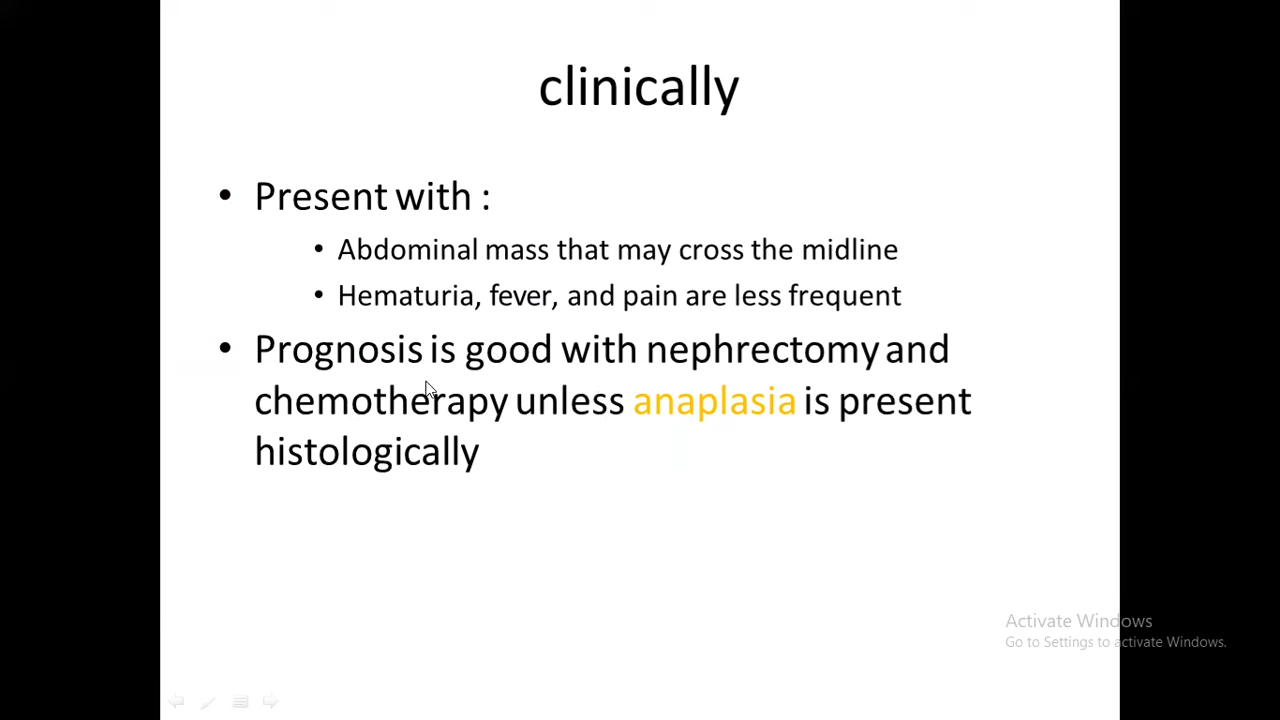 clinically
• Present with :
• Abdominal mass that may cross the midline
• Hematuria, fever, and pain are less frequent
• Prognosis is good with nephrectomy and
chemotherapy unless anaplasia is present
histologically
Activate Windows
Go to Settings to activate Windows.